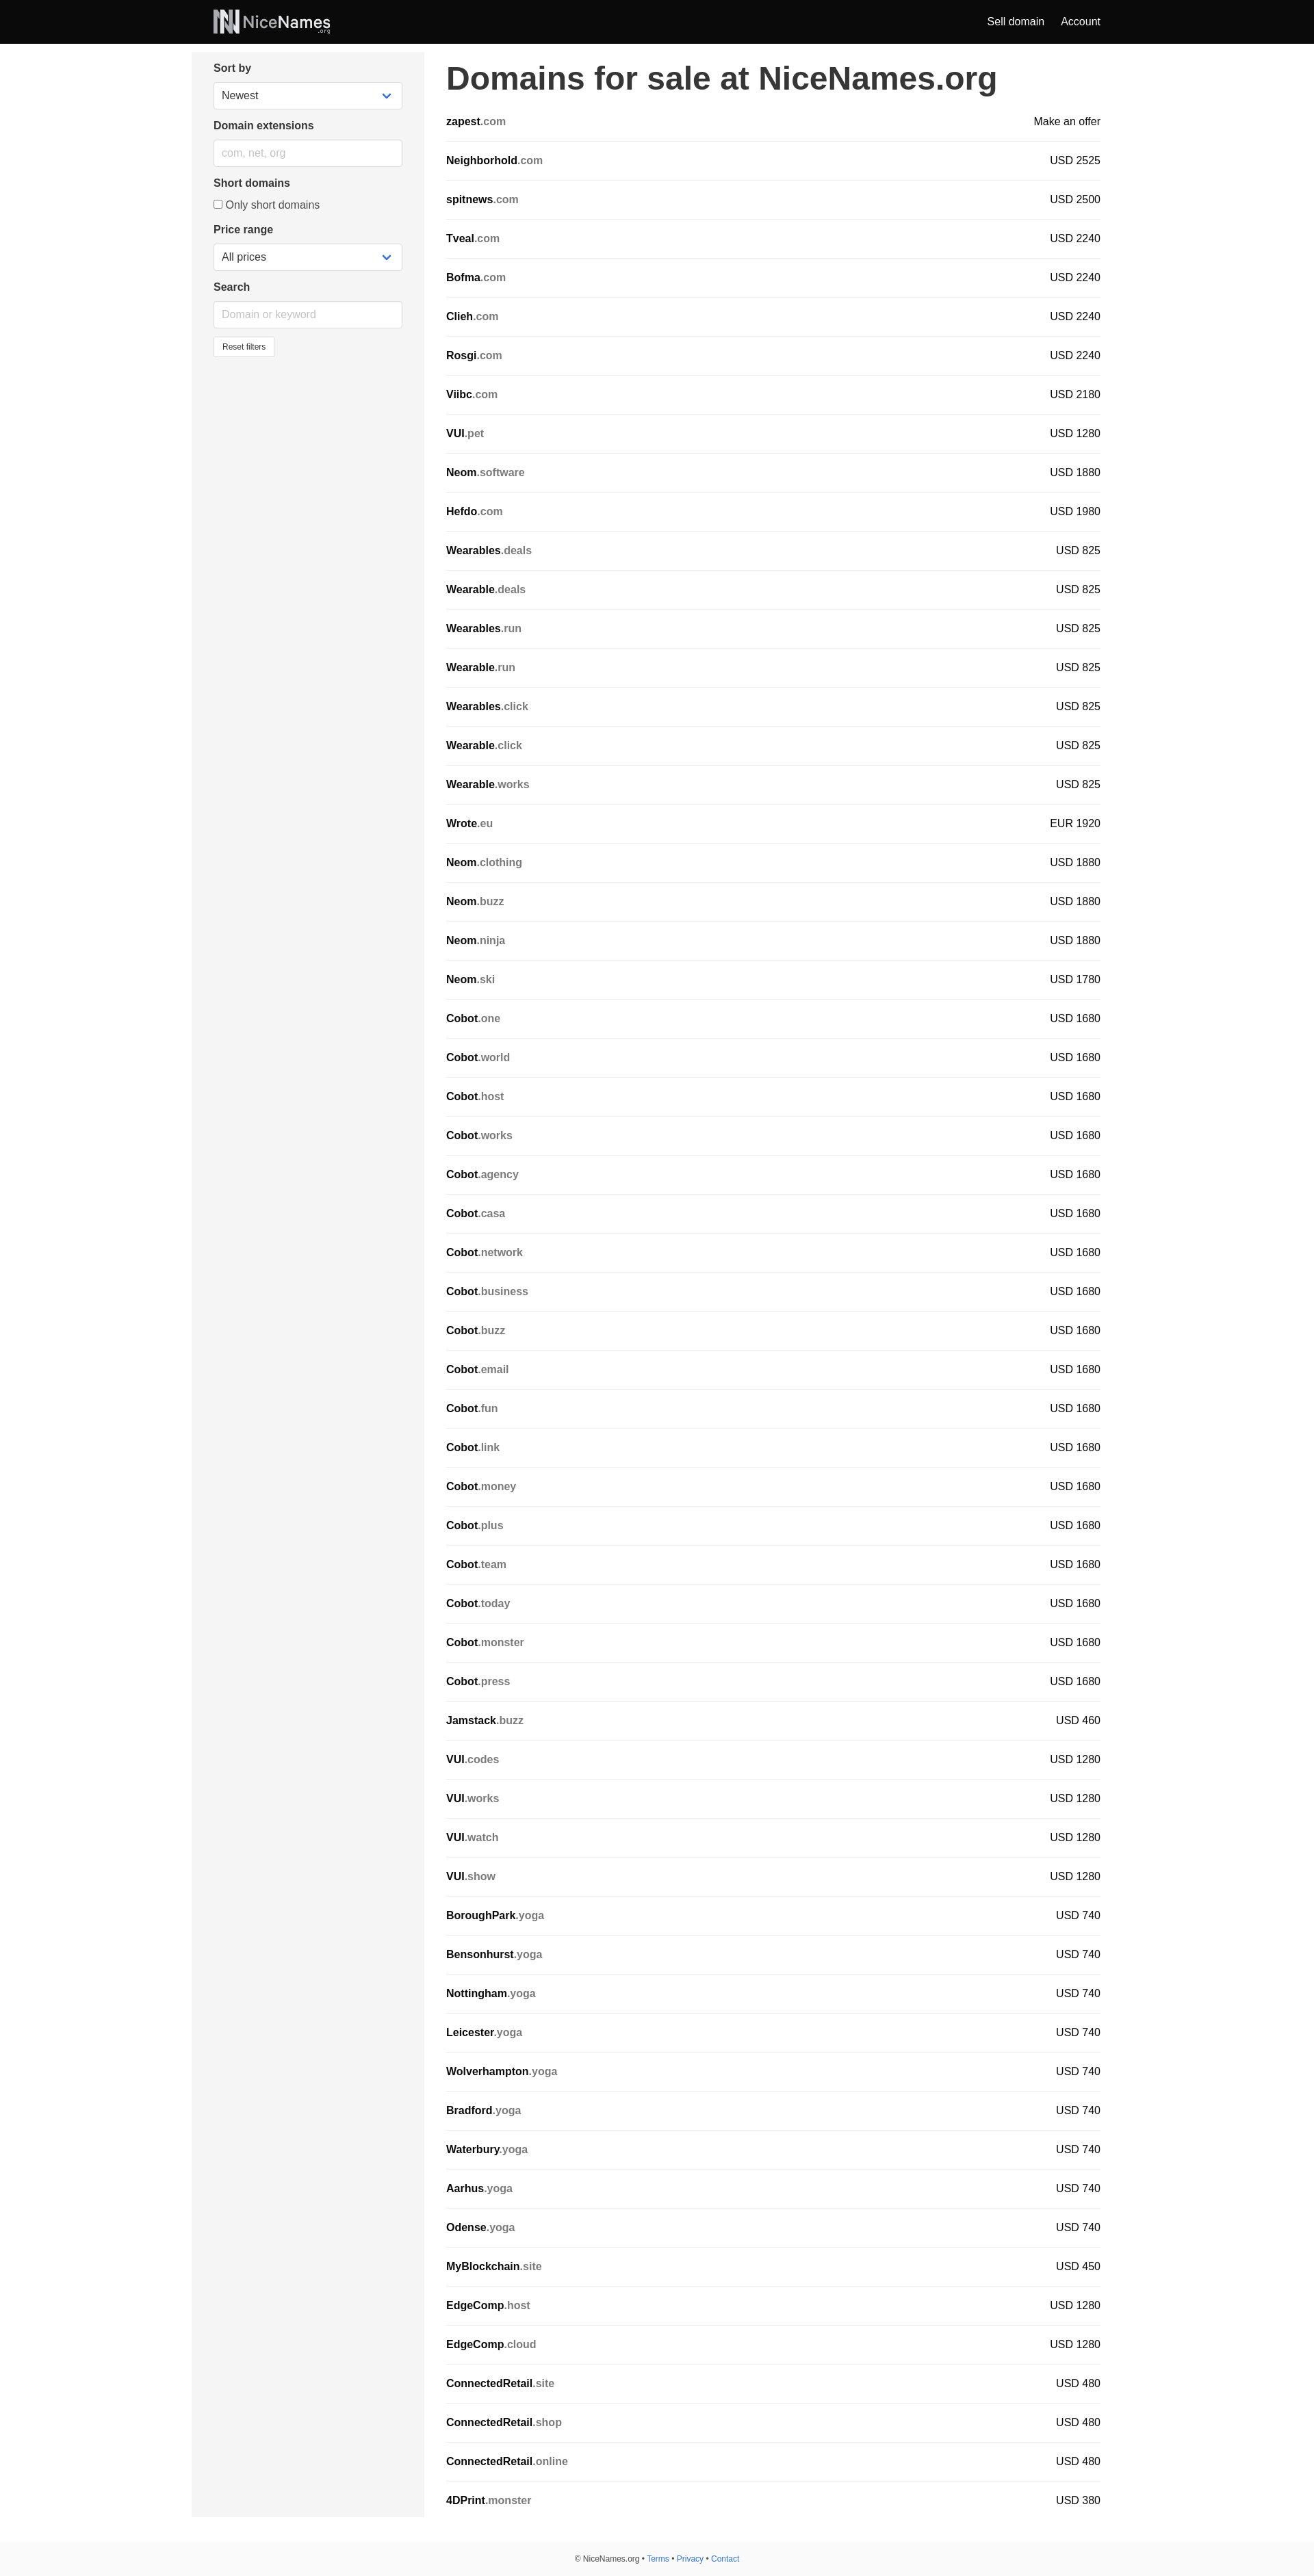 NiceNames
.org
Sell domain Account
Sort by
Newest
Domain extensions
com, net, org
Short domains
Only short domains
Price range
All prices
Search
Domain or keyword
Reset filters
Domains for sale at NiceNames.org
zapest.com Make an offer
Neighborhold.com USD 2525
spitnews.com USD 2500
Tveal.com USD 2240
Bofma.com USD 2240
Clieh.com USD 2240
Rosgi.com USD 2240
Viibc.com USD 2180
VUI.pet USD 1280
Neom.software USD 1880
Hefdo.com USD 1980
Wearables.deals USD 825
Wearable.deals USD 825
Wearables.run USD 825
Wearable.run USD 825
Wearables.click USD 825
Wearable.click USD 825
Wearable.works USD 825
Wrote.eu EUR 1920
Neom.clothing USD 1880
Neom.buzz USD 1880
Neom.ninja USD 1880
Neom.ski USD 1780
Cobot.one USD 1680
Cobot.world USD 1680
Cobot.host USD 1680
Cobot.works USD 1680
Cobot.agency USD 1680
Cobot.casa USD 1680
Cobot.network USD 1680
Cobot.business USD 1680
Cobot.buzz USD 1680
Cobot.email USD 1680
Cobot.fun USD 1680
Cobot.link USD 1680
Cobot.money USD 1680
Cobot.plus USD 1680
Cobot.team USD 1680
Cobot.today USD 1680
Cobot.monster USD 1680
Cobot.press USD 1680
Jamstack.buzz USD 460
VUI.codes USD 1280
VUI.works USD 1280
VUI.watch USD 1280
VUI.show USD 1280
BoroughPark.yoga USD 740
Bensonhurst.yoga USD 740
Nottingham.yoga USD 740
Leicester.yoga USD 740
Wolverhampton.yoga USD 740
Bradford.yoga USD 740
Waterbury.yoga USD 740
Aarhus.yoga USD 740
Odense.yoga USD 740
MyBlockchain.site USD 450
EdgeComp.host USD 1280
EdgeComp.cloud USD 1280
ConnectedRetail.site USD 480
ConnectedRetail.shop USD 480
ConnectedRetail.online USD 480
4DPrint.monster USD 380
© NiceNames.org • Terms • Privacy • Contact